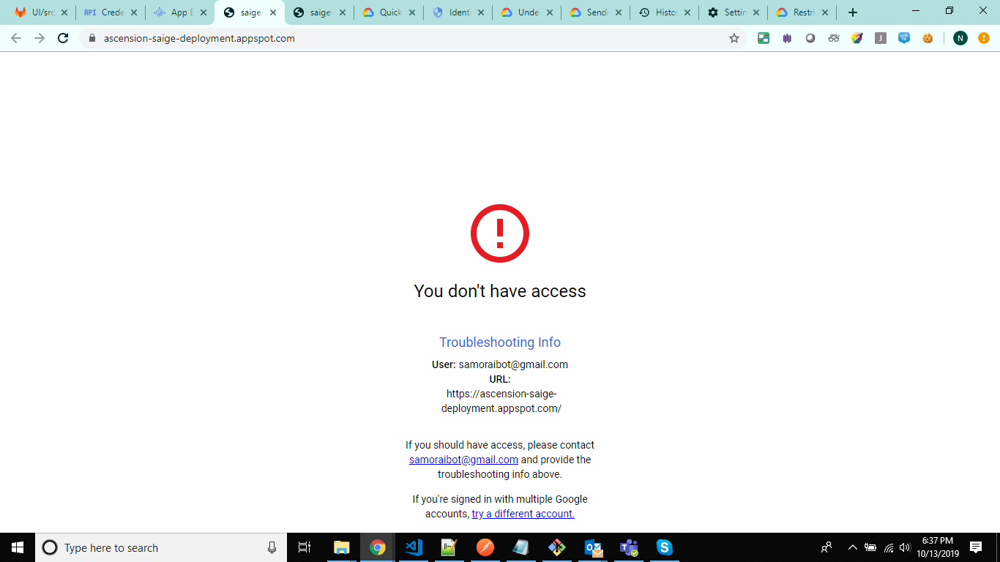 UI/src
API
Crede
App E
saige-
saige-
Quick
Identi
Unde
Sendi
Histor
Settin
Restri
ascension-saige-deployment.appspot.com
J
N
You don't have access
Troubleshooting Info
User: samoraibot@gmail.com
URL:
https://ascension-saige-
deployment.appspot.com/
If you should have access, please contact
samoraibot@gmail.com and provide the
troubleshooting info above.
If you're signed in with multiple Google
accounts, try a different account.
Type here to search
6:37 PM
10/13/2019